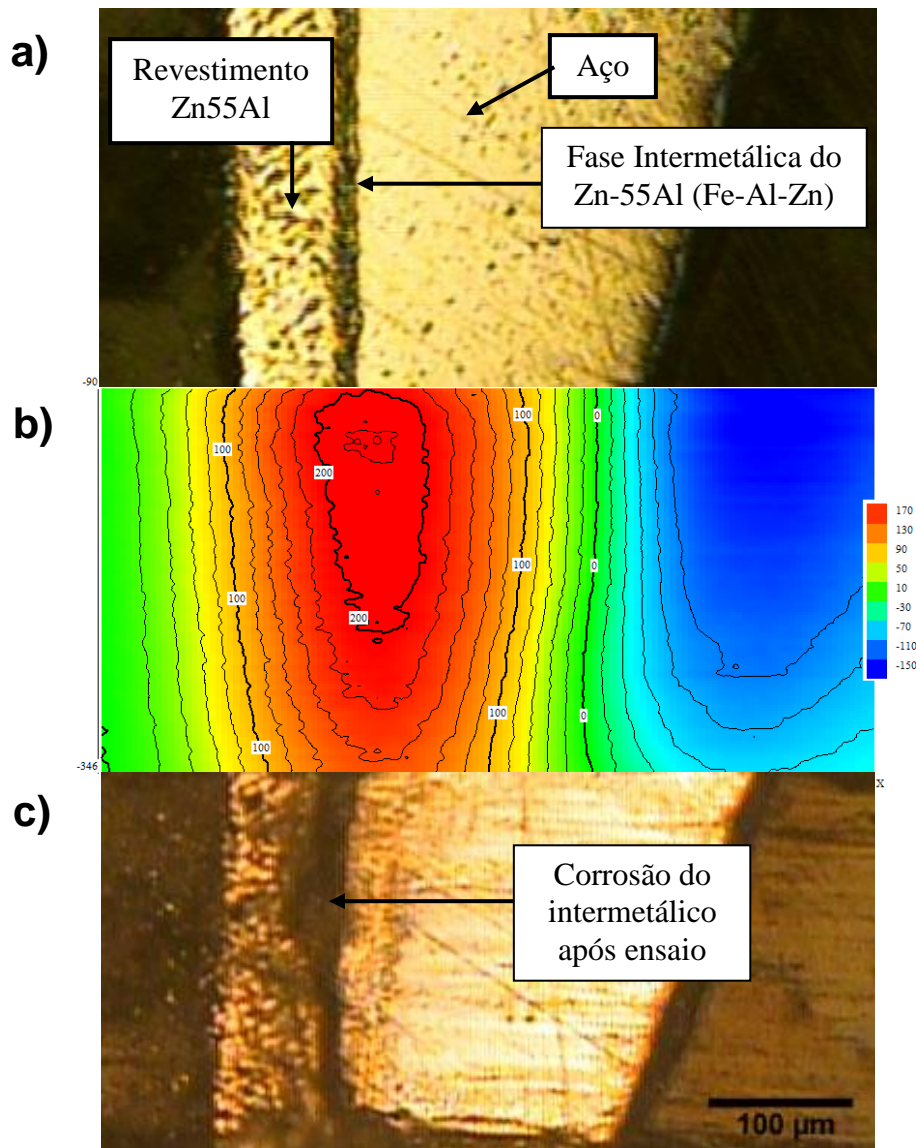 a)
Revestimento
Zn55Al
Aço
Fase Intermetálica do
Zn-55Al (Fe-Al-Zn)
-90
b)
100
100
0
200
100
0
100
200
100
100
0
170
130
90
50
10
-30
-70
-110
-150
-346
x
c)
Corrosão do
intermetálico
após ensaio
100 µm